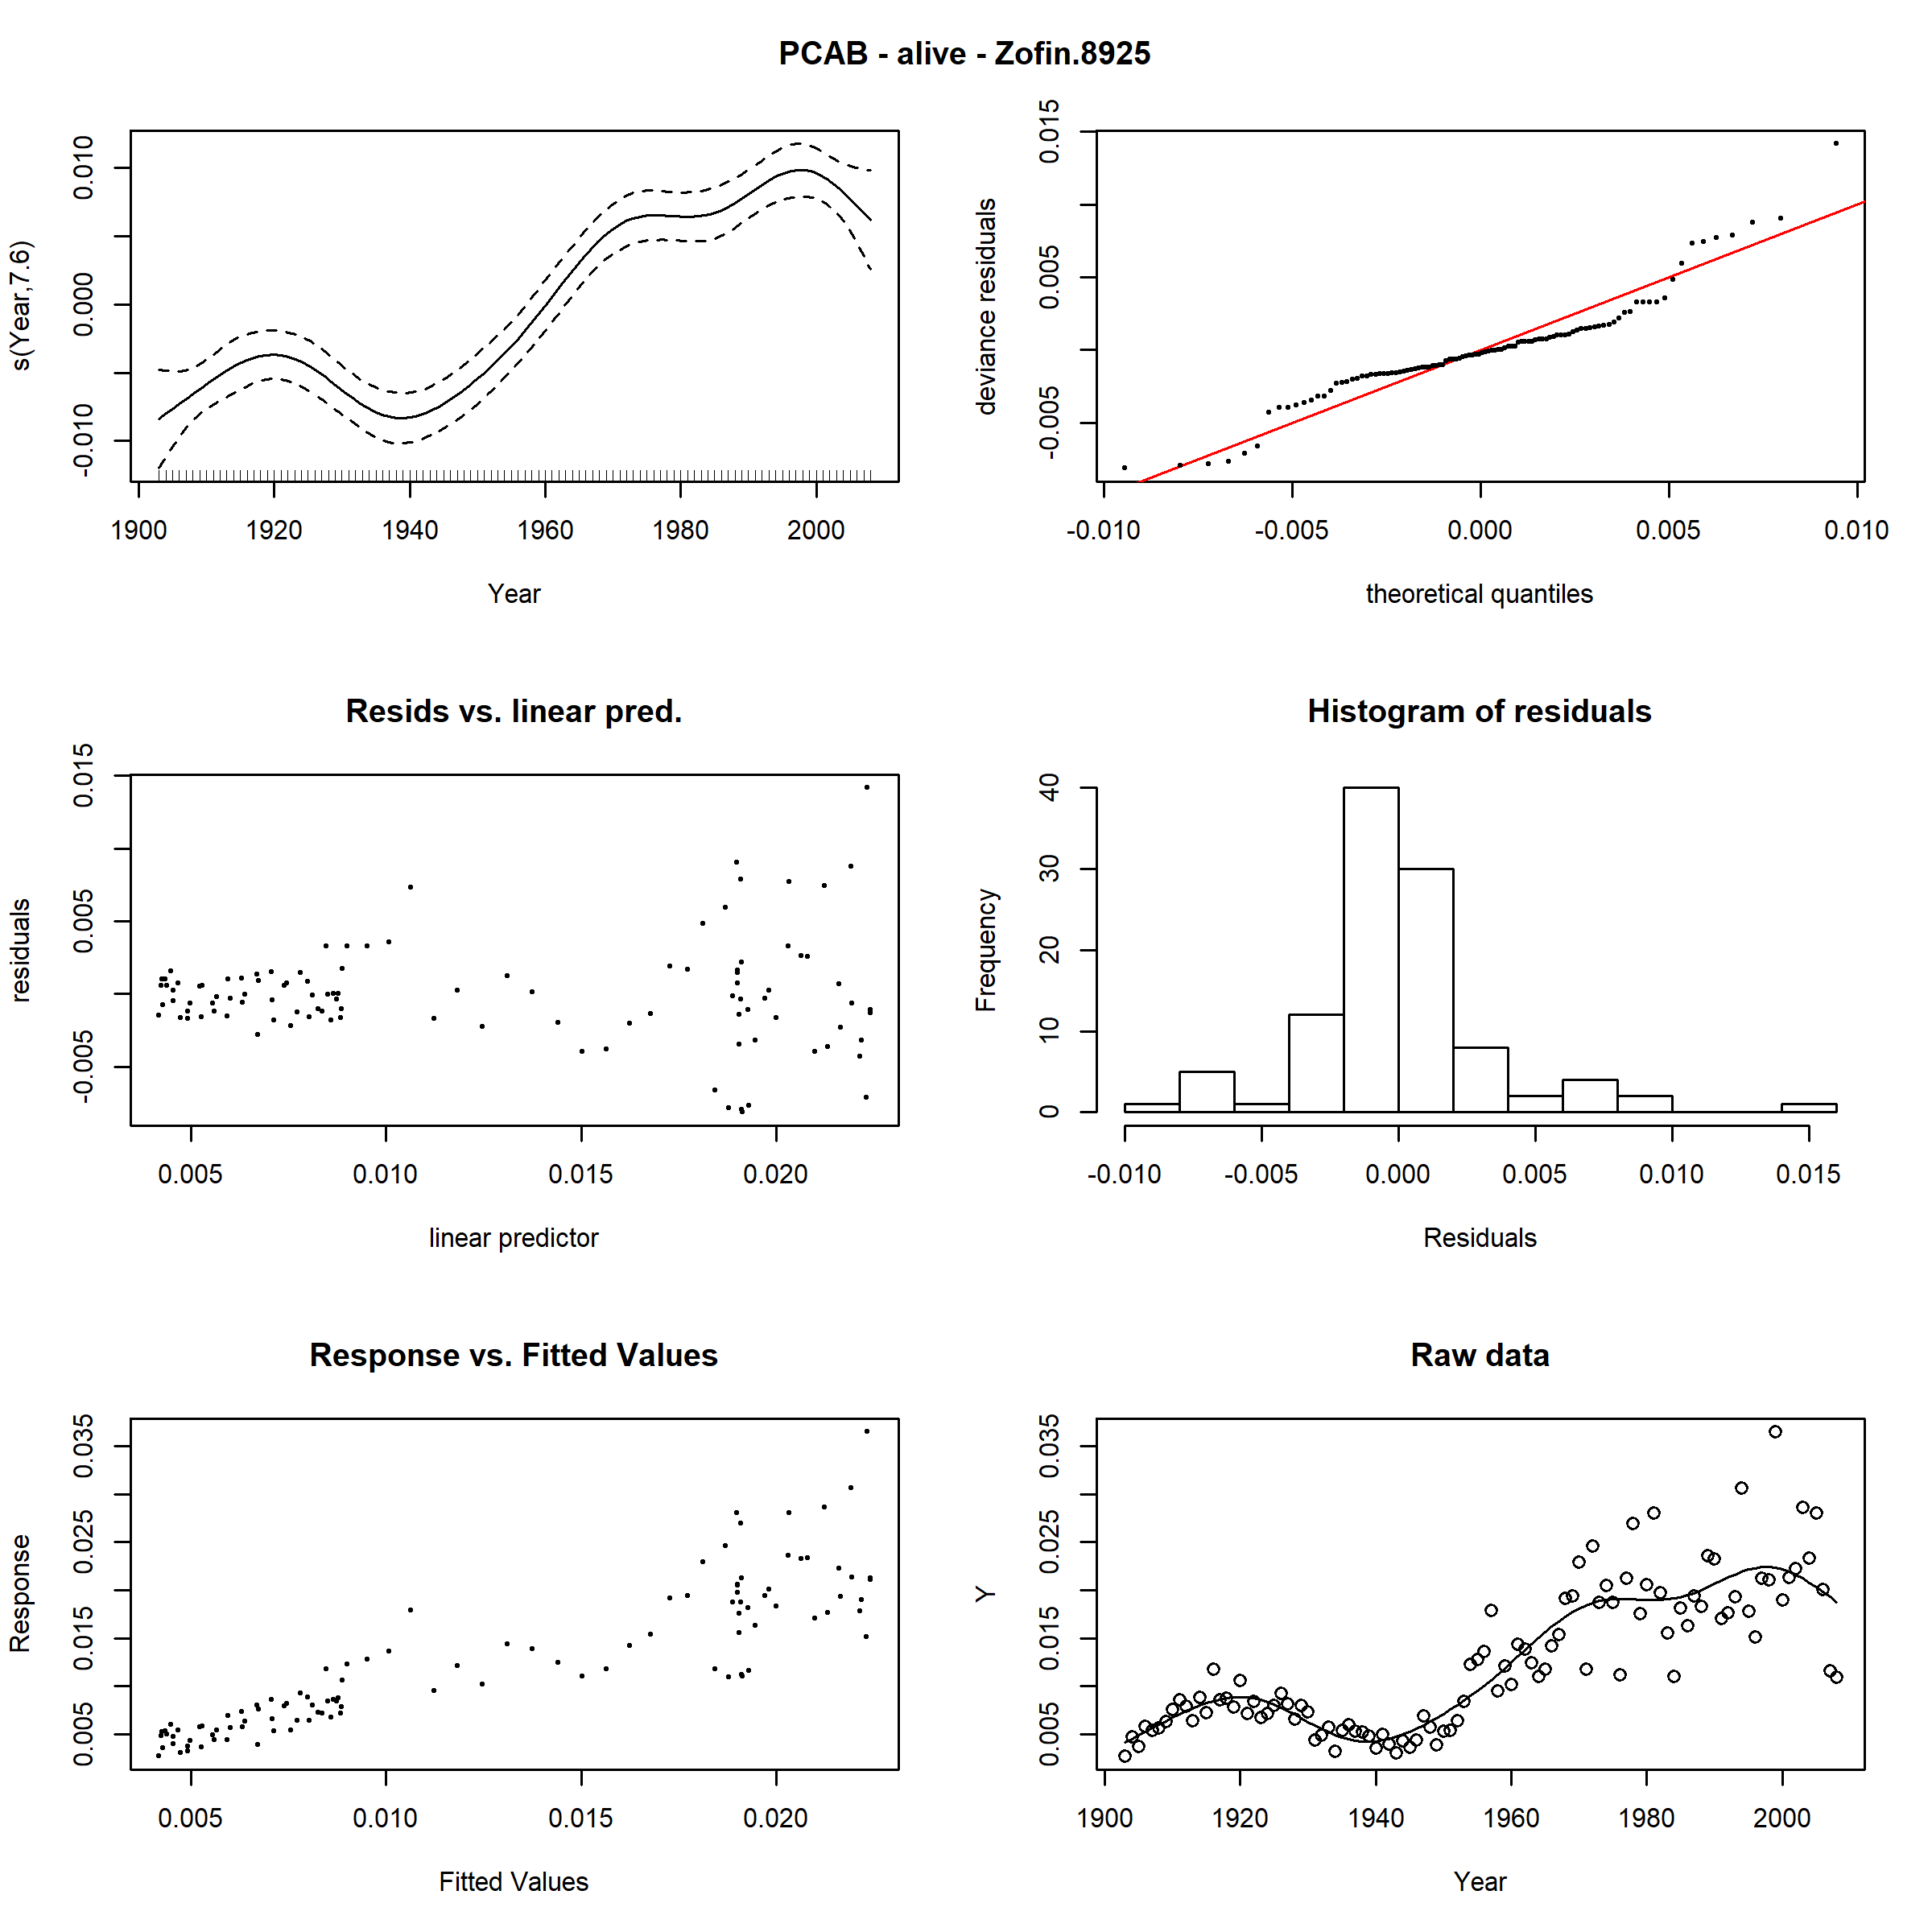 PCAB - alive - Zofin.8925
s(Year,7.6)
-0.010 0.000 0.010
1900 1920 1940 1960 1980 2000
Year
deviance residuals
-0.005 0.005 0.015
-0.010 -0.005 0.000 0.005 0.010
theoretical quantiles
Resids vs. linear pred.
residuals
-0.005 0.005 0.015
0.005 0.010 0.015 0.020
linear predictor
Histogram of residuals
Frequency
0 10 20 30 40
-0.010 -0.005 0.000 0.005 0.010 0.015
Residuals
Response vs. Fitted Values
Response
0.005 0.015 0.025 0.035
0.005 0.010 0.015 0.020
Fitted Values
Raw data
Y
0.005 0.015 0.025 0.035
1900 1920 1940 1960 1980 2000
Year